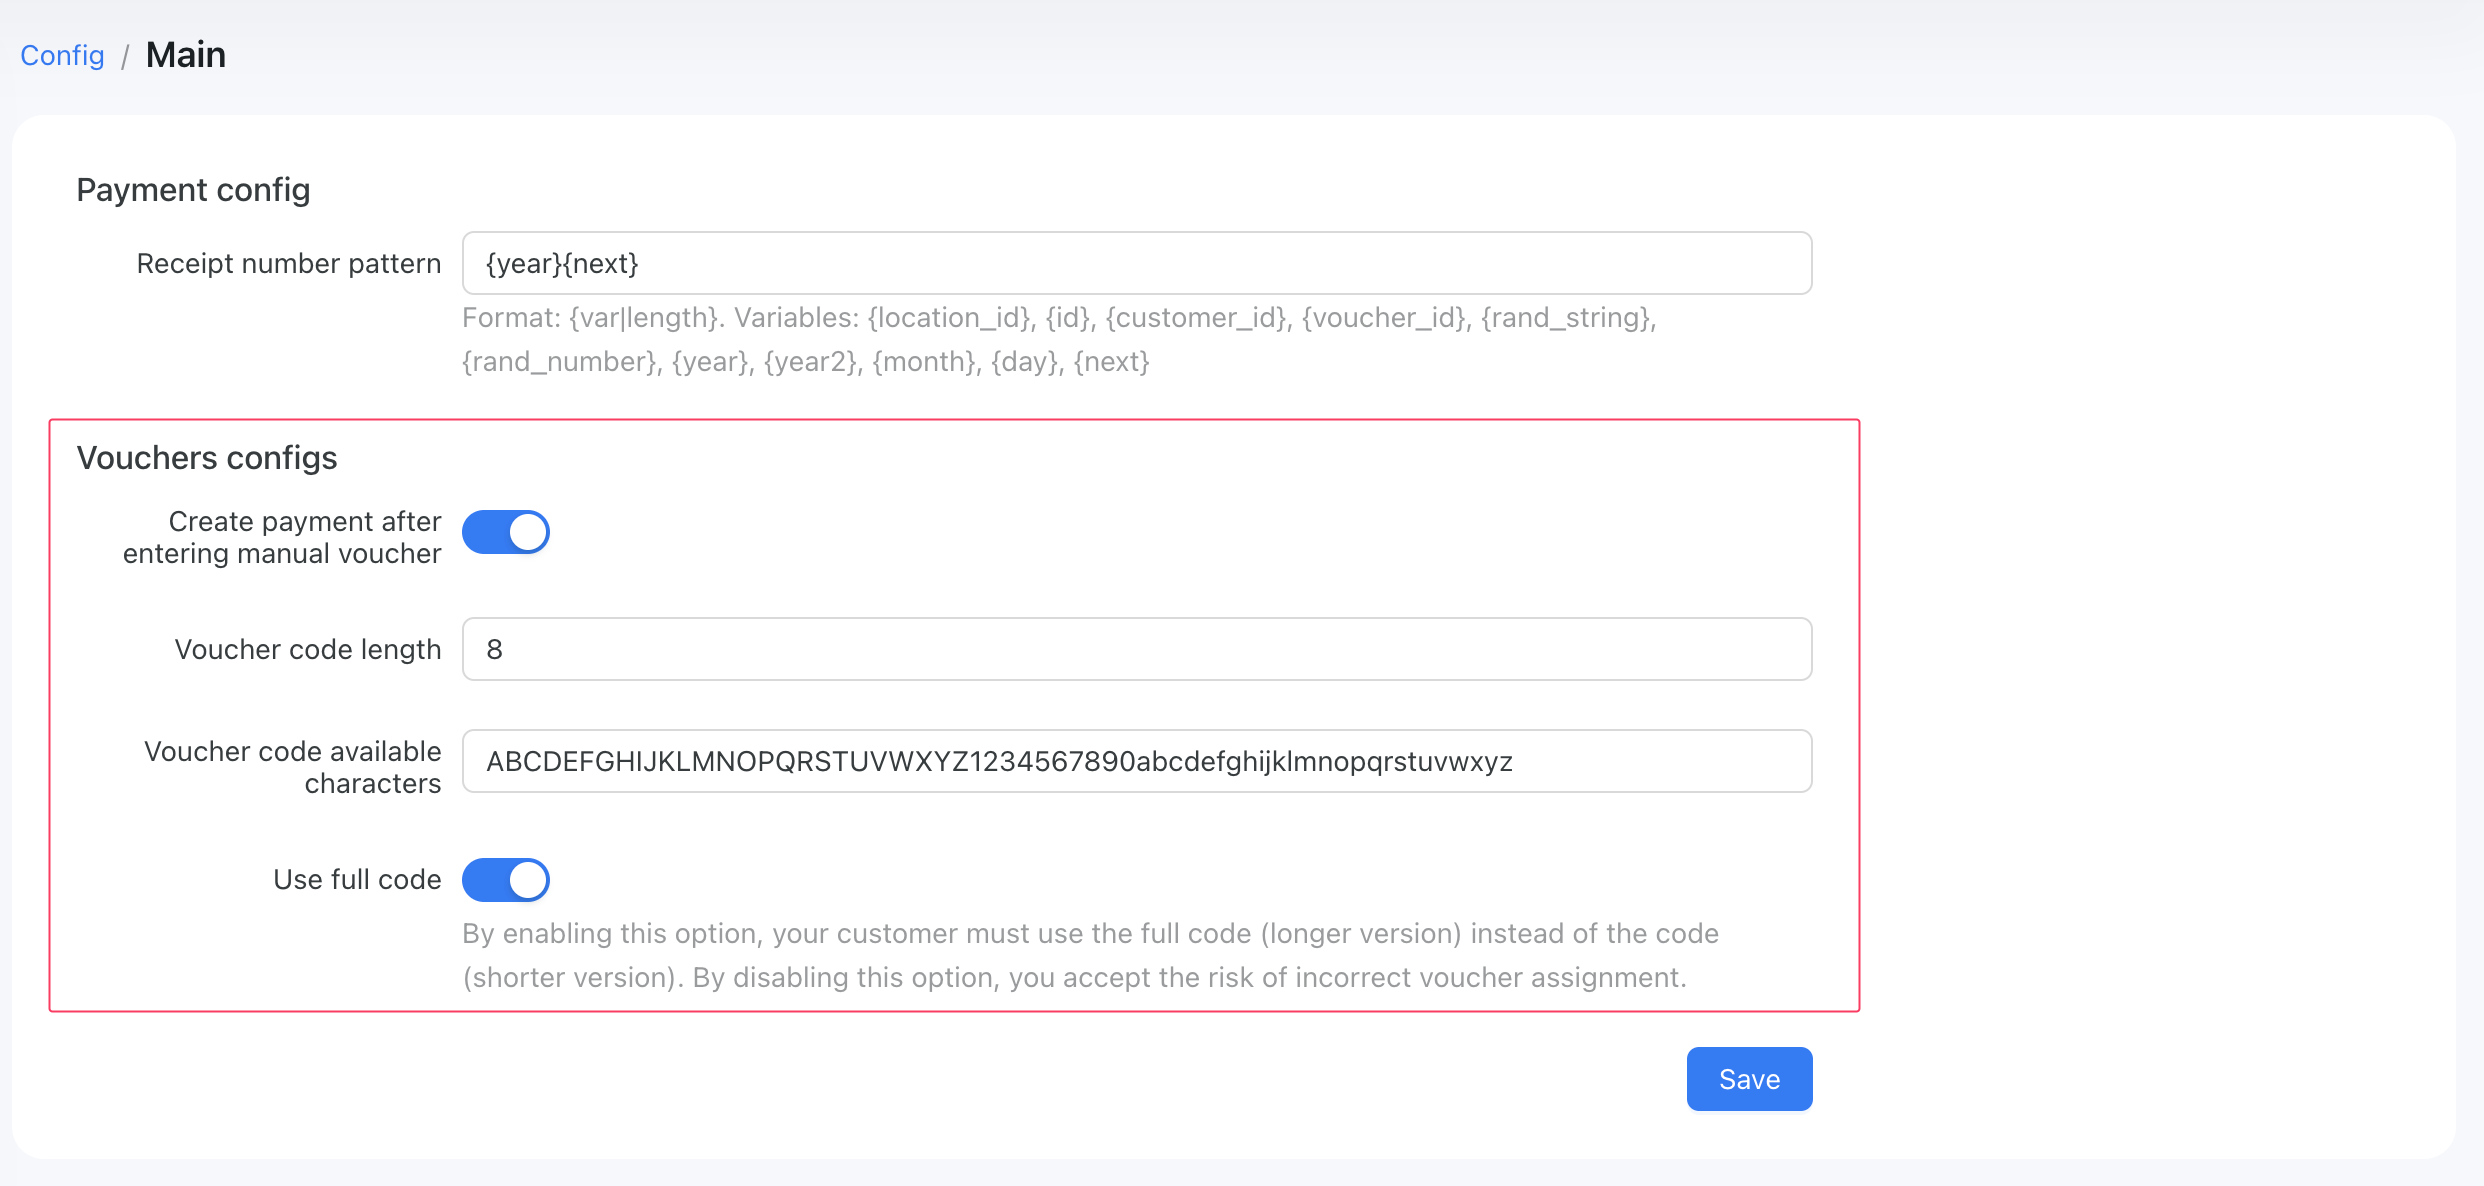 Config / Main
Payment config
Receipt number pattern
{year}{next}
Format: {var|length}. Variables: {location_id}, {id}, {customer_id}, {voucher_id}, {rand_string},
{rand_number}, {year}, {year2}, {month}, {day}, {next}
Vouchers configs
Create payment after
entering manual voucher
Voucher code length
8
Voucher code available
characters
ABCDEFGHIJKLMNOPQRSTUVWXYZ1234567890abcdefghijklmnopqrstuvwxyz
Use full code
By enabling this option, your customer must use the full code (longer version) instead of the code
(shorter version). By disabling this option, you accept the risk of incorrect voucher assignment.
Save